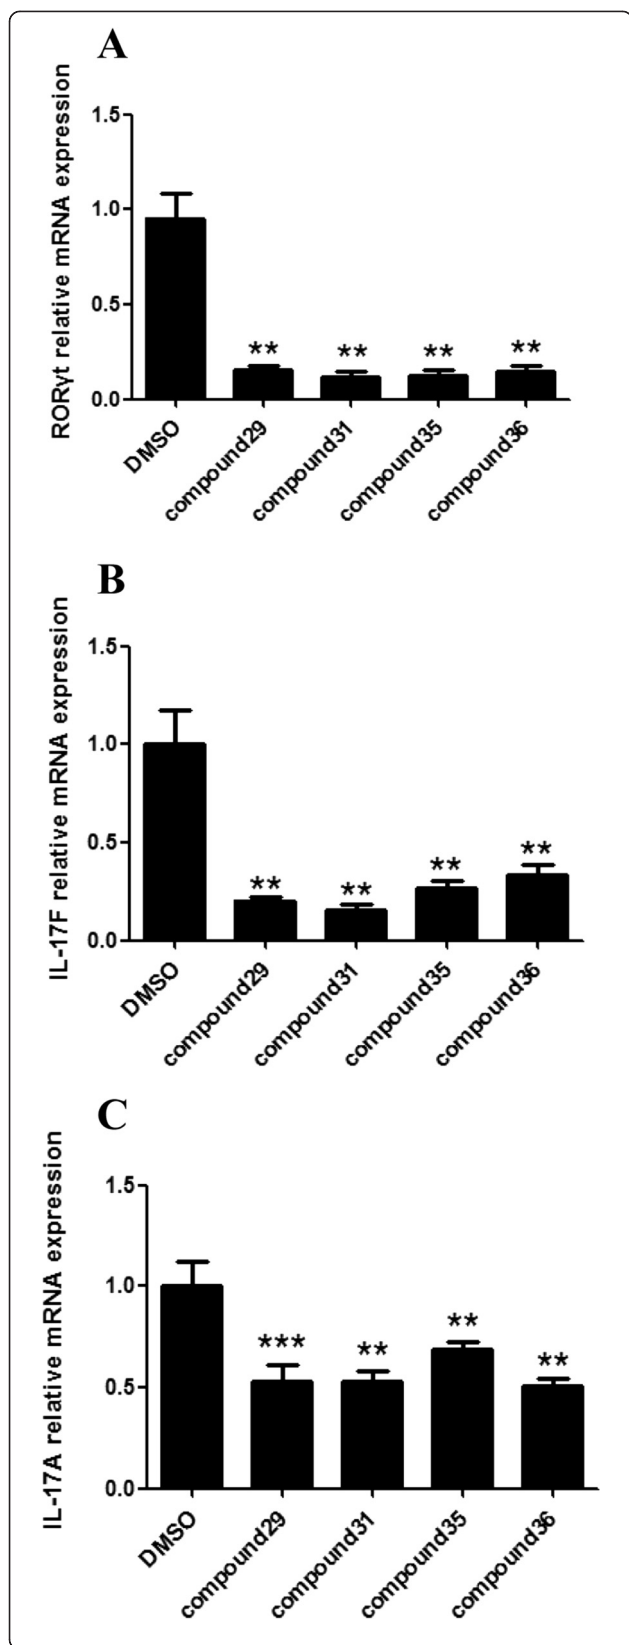 A
RORγt relative mRNA expression
1.5
1.0
0.5
0.0
** ** ** **
DMSO compound29 compound31 compound35 compound36
B
IL-17F relative mRNA expression
1.5
1.0
0.5
0.0
** ** ** **
DMSO compound29 compound31 compound35 compound36
C
IL-17A relative mRNA expression
1.5
1.0
0.5
0.0
*** ** ** **
DMSO compound29 compound31 compound35 compound36